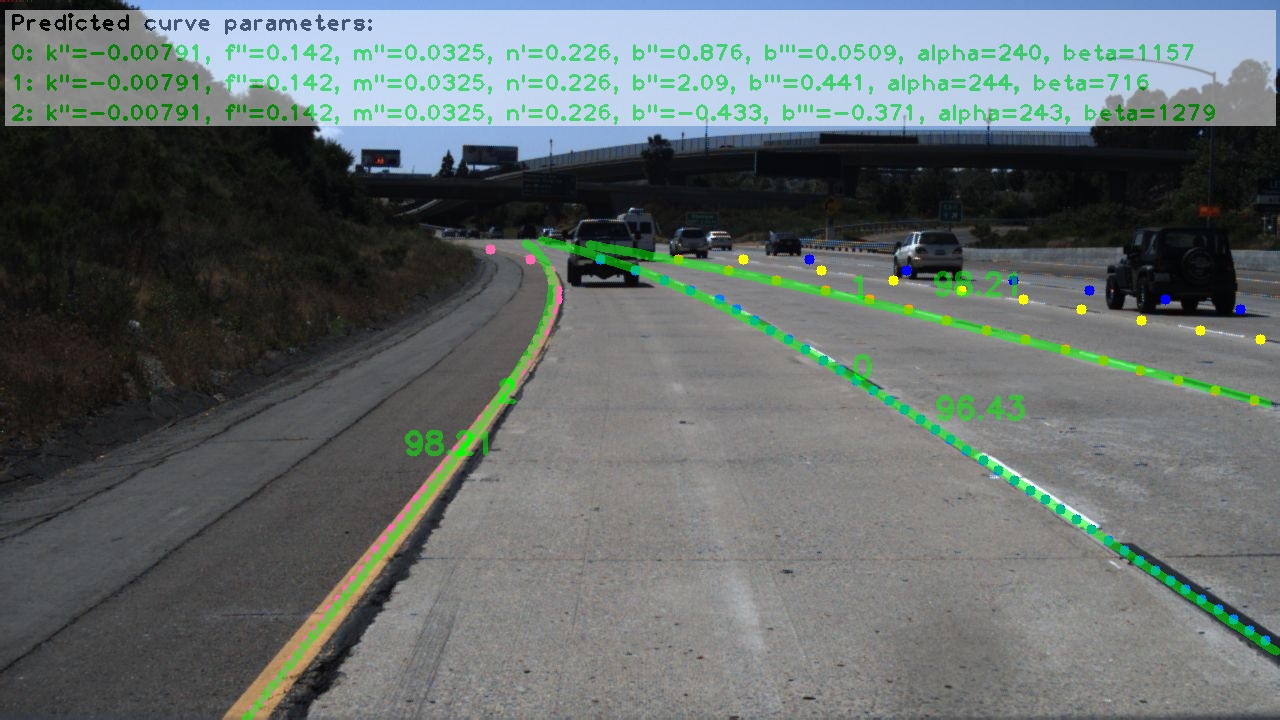 Predicted curve parameters:
0: k"=-0.00791, f"=0.142, m"=0.0325, n'=0.226, b"=0.876, b'"=0.0509, alpha=240, beta=1157
1: k"=-0.00791, f"=0.142, m"=0.0325, n'=0.226, b"=2.09, b'"=0.441, alpha=244, beta=716
2: k"=-0.00791, f"=0.142, m"=0.0325, n'=0.226, b"=-0.433, b'"=-0.371, alpha=243, beta=1279
1 98.21
0
96.43
2
98.21